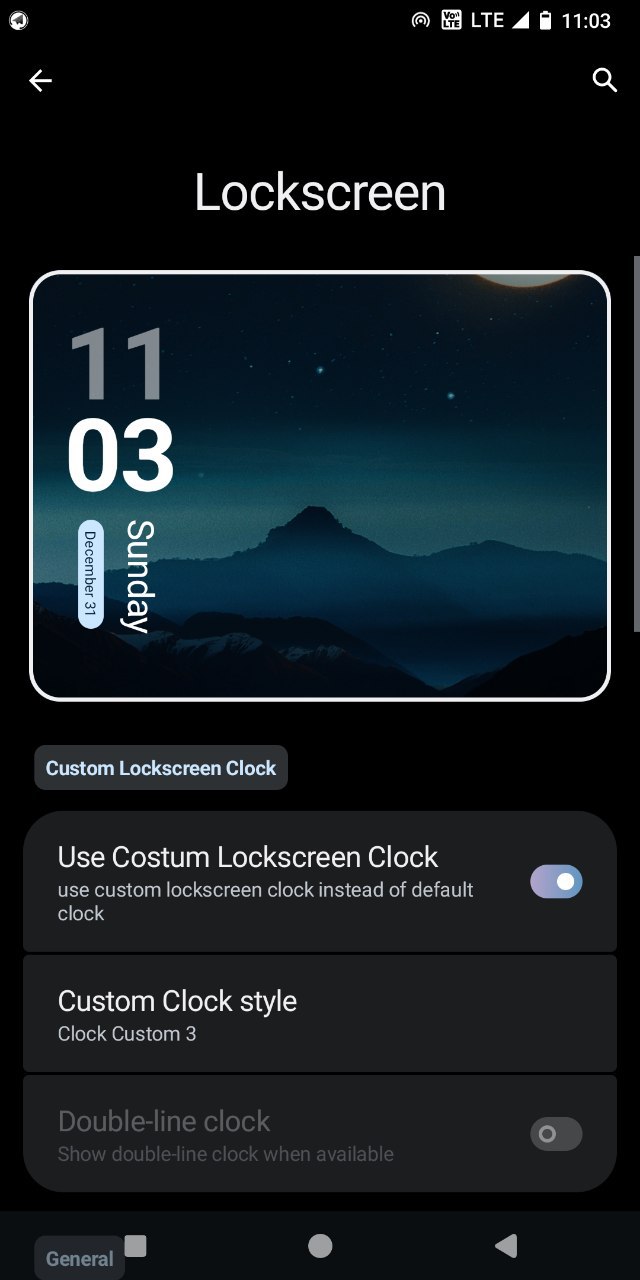 Vo)) LTE LTE 11:03
Lockscreen
11
03
December 31
Sunday
Custom Lockscreen Clock
Use Costum Lockscreen Clock
use custom lockscreen clock instead of default
clock
Custom Clock style
Clock Custom 3
Double-line clock
Show double-line clock when available
General